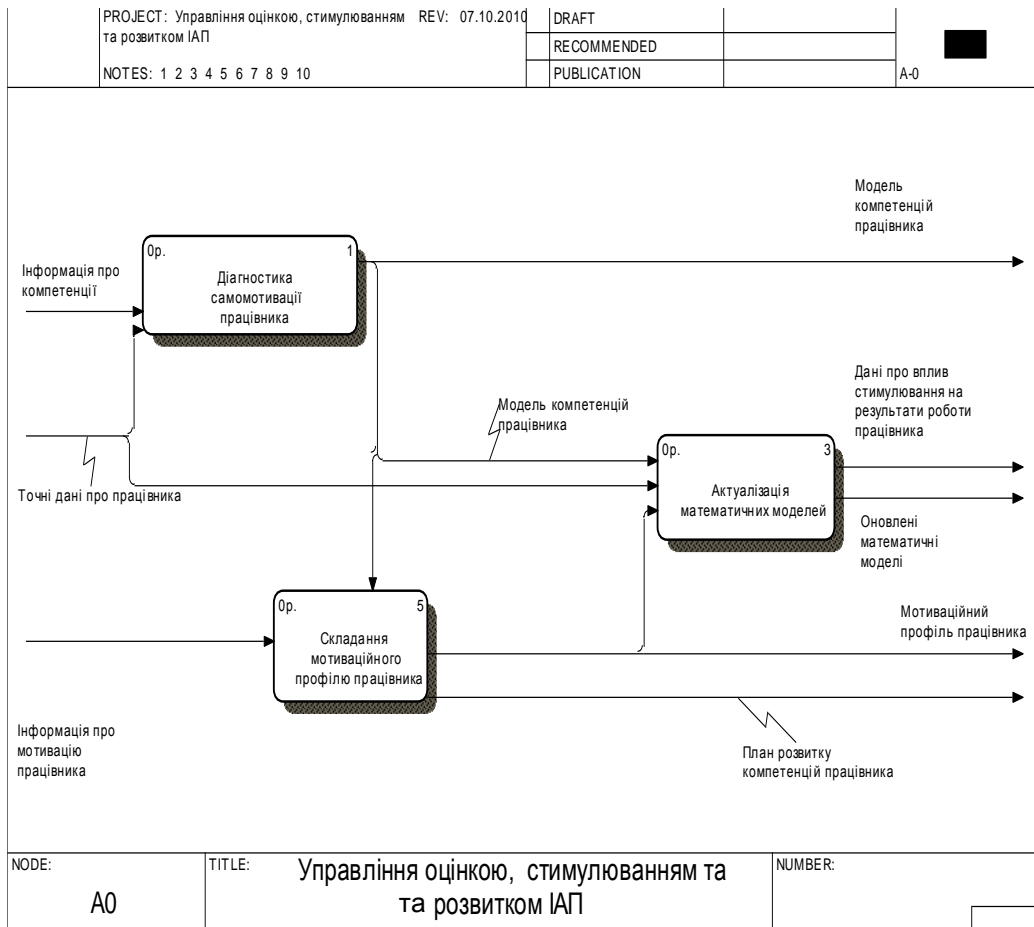 PROJECT: Управління оцінкою, стимулюванням REV: 07.10.2010
та розвитком ІАП
NOTES: 1 2 3 4 5 6 7 8 9 10
DRAFT
RECOMMENDED
PUBLICATION
A-0
Модель
компетенцій
працівника
0р. 1
Діагностика
самомотивації
працівника
Інформація про
компетенції
Дані про вплив
стимулювання на
результати роботи
працівника
Модель компетенцій
працівника
0р. 3
Актуалізація
математичних моделей
Точні дані про працівника
Оновлені
математичні
моделі
0р. 5
Складання
мотиваційного
профілю працівника
Мотиваційний
профіль працівника
Інформація про
мотивацію
працівника
План розвитку
компетенцій працівника
NODE:
A0
TITLE:
Управління оцінкою, стимулюванням та
та розвитком ІАП
NUMBER: